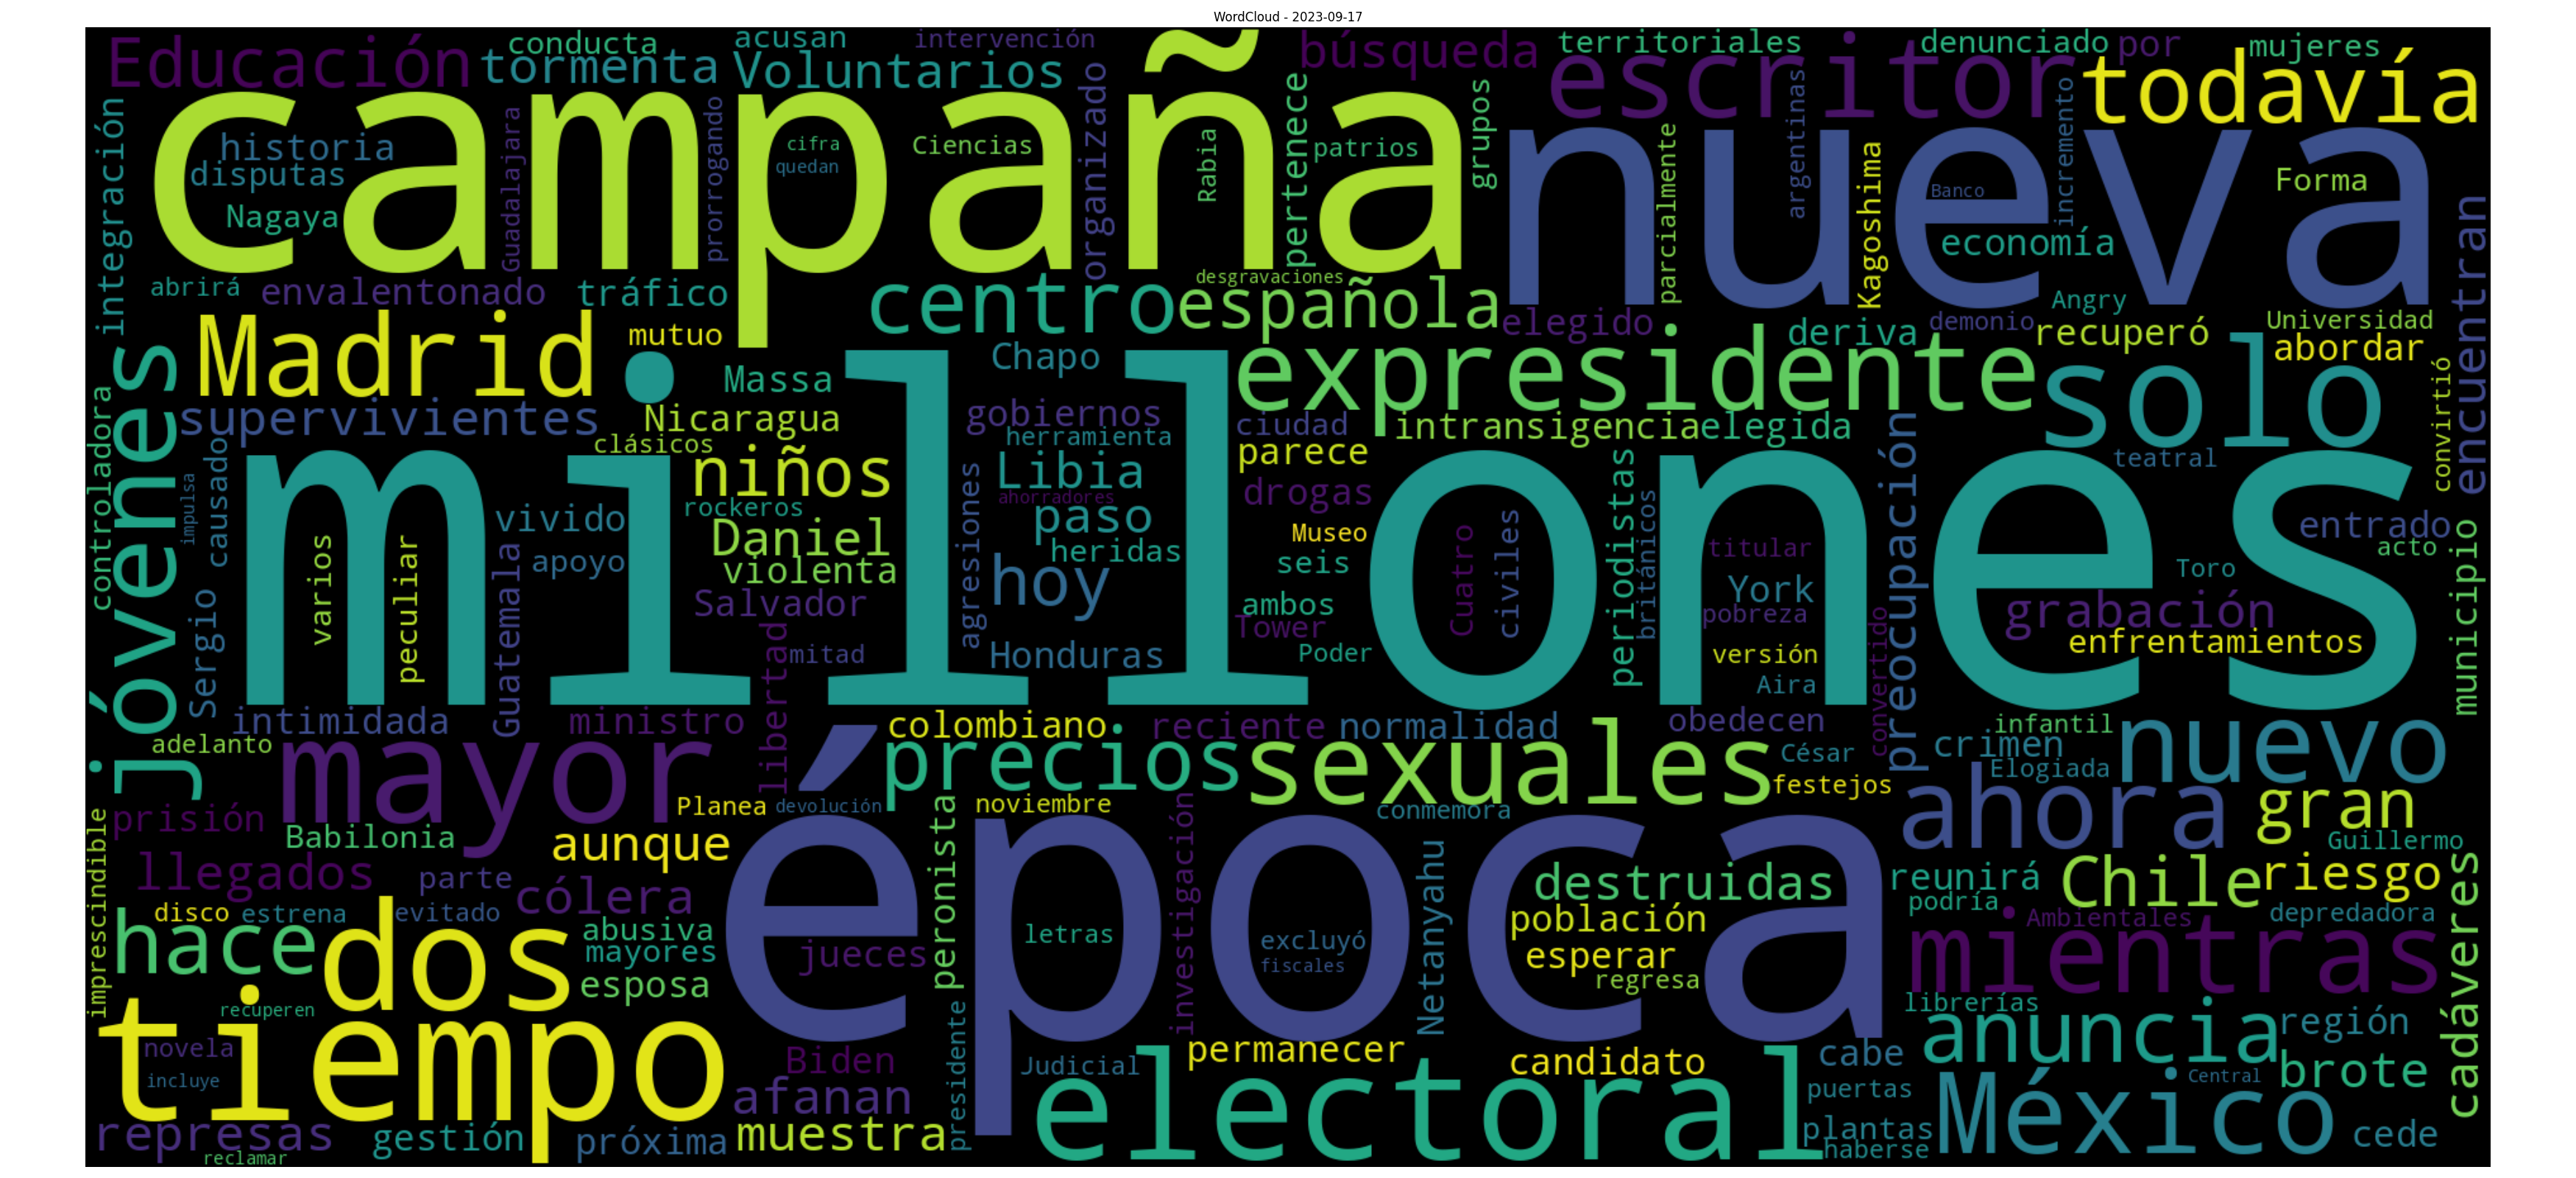 WordCloud - 2023-09-17
Educación
conducta
tormenta
acusan
intervención
Voluntarios
búsqueda
territoriales
escritor
denunciado
por
mujeres
todavía
campaña
nueva
integración
historia
disputas
Nagaya
Guadalajara
prorrogando
cifra
quedan
Ciencias
organizado
Rabia
pertenece
patrios
grupos
parcialmente
argentinas
Kagoshima
Banco
incremento
economía
Forma
encuentran
abrirá
envalentonado
tráfico
centro
desgravaciones
española
elegido
deriva
demonio
Angry
recuperó
Universidad
abordar
Madrid
mutuo
Massa
Chapo
expresidente
solo
convirtió
jóvenes
controladora
supervivientes
Nicaragua
clásicos
gobiernos
herramienta
ciudad
intransigencia
elegida
parece
teatral
millones
niños
Libia
ahorradores
drogas
periodistas
británicos
preocupación
impulsa
causado
vivido
rockeros
Daniel
paso
heridas
Museo
seis
Cuatro
civiles
titular
York
entrado
acto
Toro
municipio
Sergio
varios
peculiar
Guatemala
apoyo
violenta
Salvador
agresiones
hoy
ambos
Tower
Poder
pobreza
versión
Aira
grabación
enfrentamientos
libertad
mitad
Honduras
convertido
intimidada
ministro
colombiano
reciente
normalidad
obedecen
César
infantil
crimen
Elogiada
nuevo
adelanto
mayor
precios
sexuales
festejos
prisión
Planea
devolución
noviembre
conmemora
ahora
gran
Guillermo
imprescindible
Babilonia
aunque
época
peronista
investigación
Netanyahu
llegados
parte
cólera
destruidas
reunirá
podría
Chile
riesgo
cadáveres
disco
estrena
evitado
abusiva
mayores
letras
excluyó
fiscales
población
Ambientales
depredadora
hace
dos
jueces
esposa
esperar
regresa
mientras
recuperen
tiempo
librerías
anuncia
región
novela
incluye
Biden
presidente
Judicial
permanecer
candidato
cabe
puertas
Central
brote
afanan
electoral
México
represas
gestión
próxima
muestra
plantas
cede
reclamar
haberse